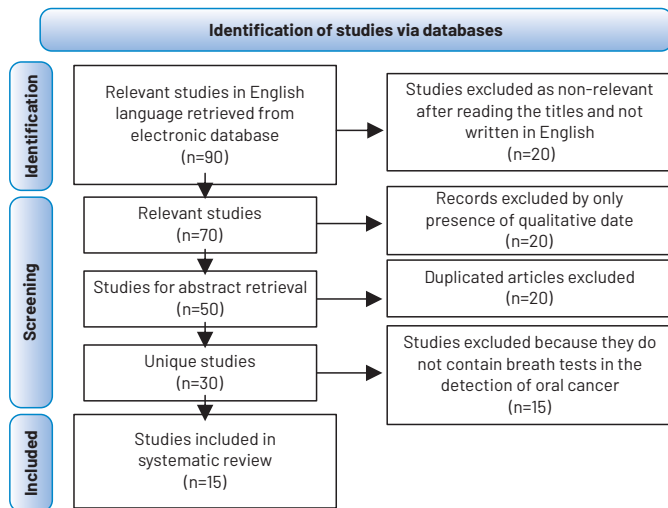 Identification of studies via databases
Identification
Relevant studies in English
language retrieved from
electronic database
(n=90)
Studies excluded as non-relevant
after reading the titles and not
written in English
(n=20)
Screening
Relevant studies
(n=70)
Records excluded by only
presence of qualitative date
(n=20)
Studies for abstract retrieval
(n=50)
Duplicated articles excluded
(n=20)
Unique studies
(n=30)
Studies excluded because they do
not contain breath tests in the
detection of oral cancer
(n=15)
Included
Studies included in
systematic review
(n=15)